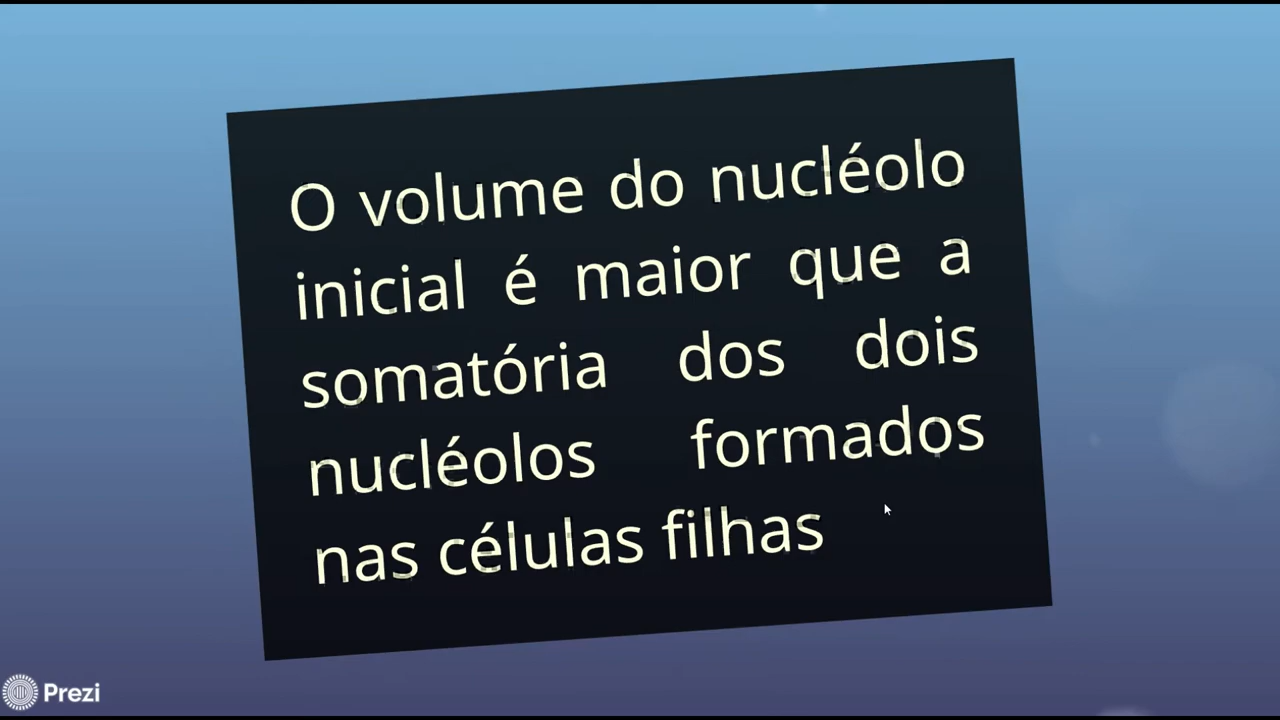 O volume do nucléolo
inicial é maior que a
somatória dos dois
nucléolos formados
nas células filhas
Prezi